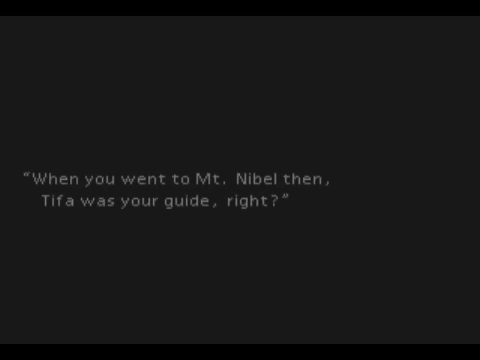 “When you went to Mt. Nibel then,
Tifa was your guide, right?”